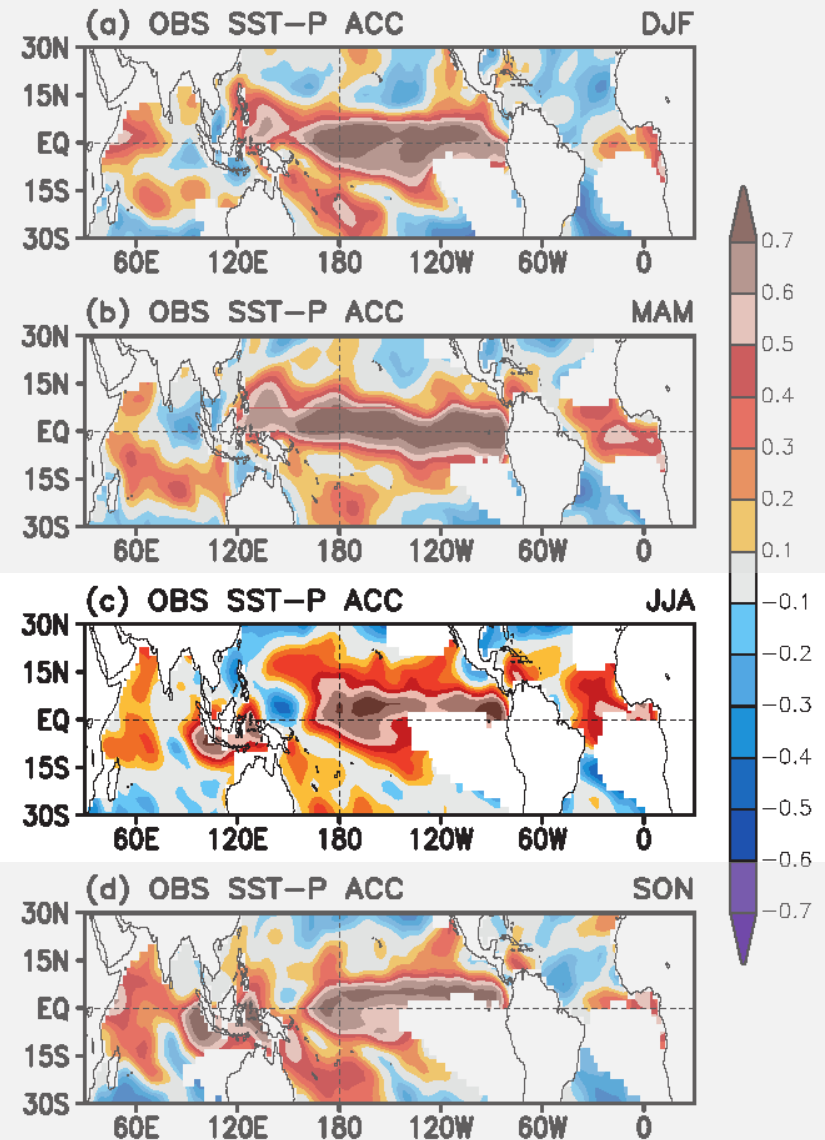 (a) OBS SST-P ACC DJF
30N
15N
EQ
15S
30S
60E 120E 180 120W 60W 0
(b) OBS SST-P ACC MAM
30N
15N
EQ
15S
30S
60E 120E 180 120W 60W 0
(c) OBS SST-P ACC JJA
30N
15N
EQ
15S
30S
60E 120E 180 120W 60W 0
(d) OBS SST-P ACC SON
30N
15N
EQ
15S
30S
60E 120E 180 120W 60W 0
0.7
0.6
0.5
0.4
0.3
0.2
0.1
-0.1
-0.2
-0.3
-0.4
-0.5
-0.6
-0.7